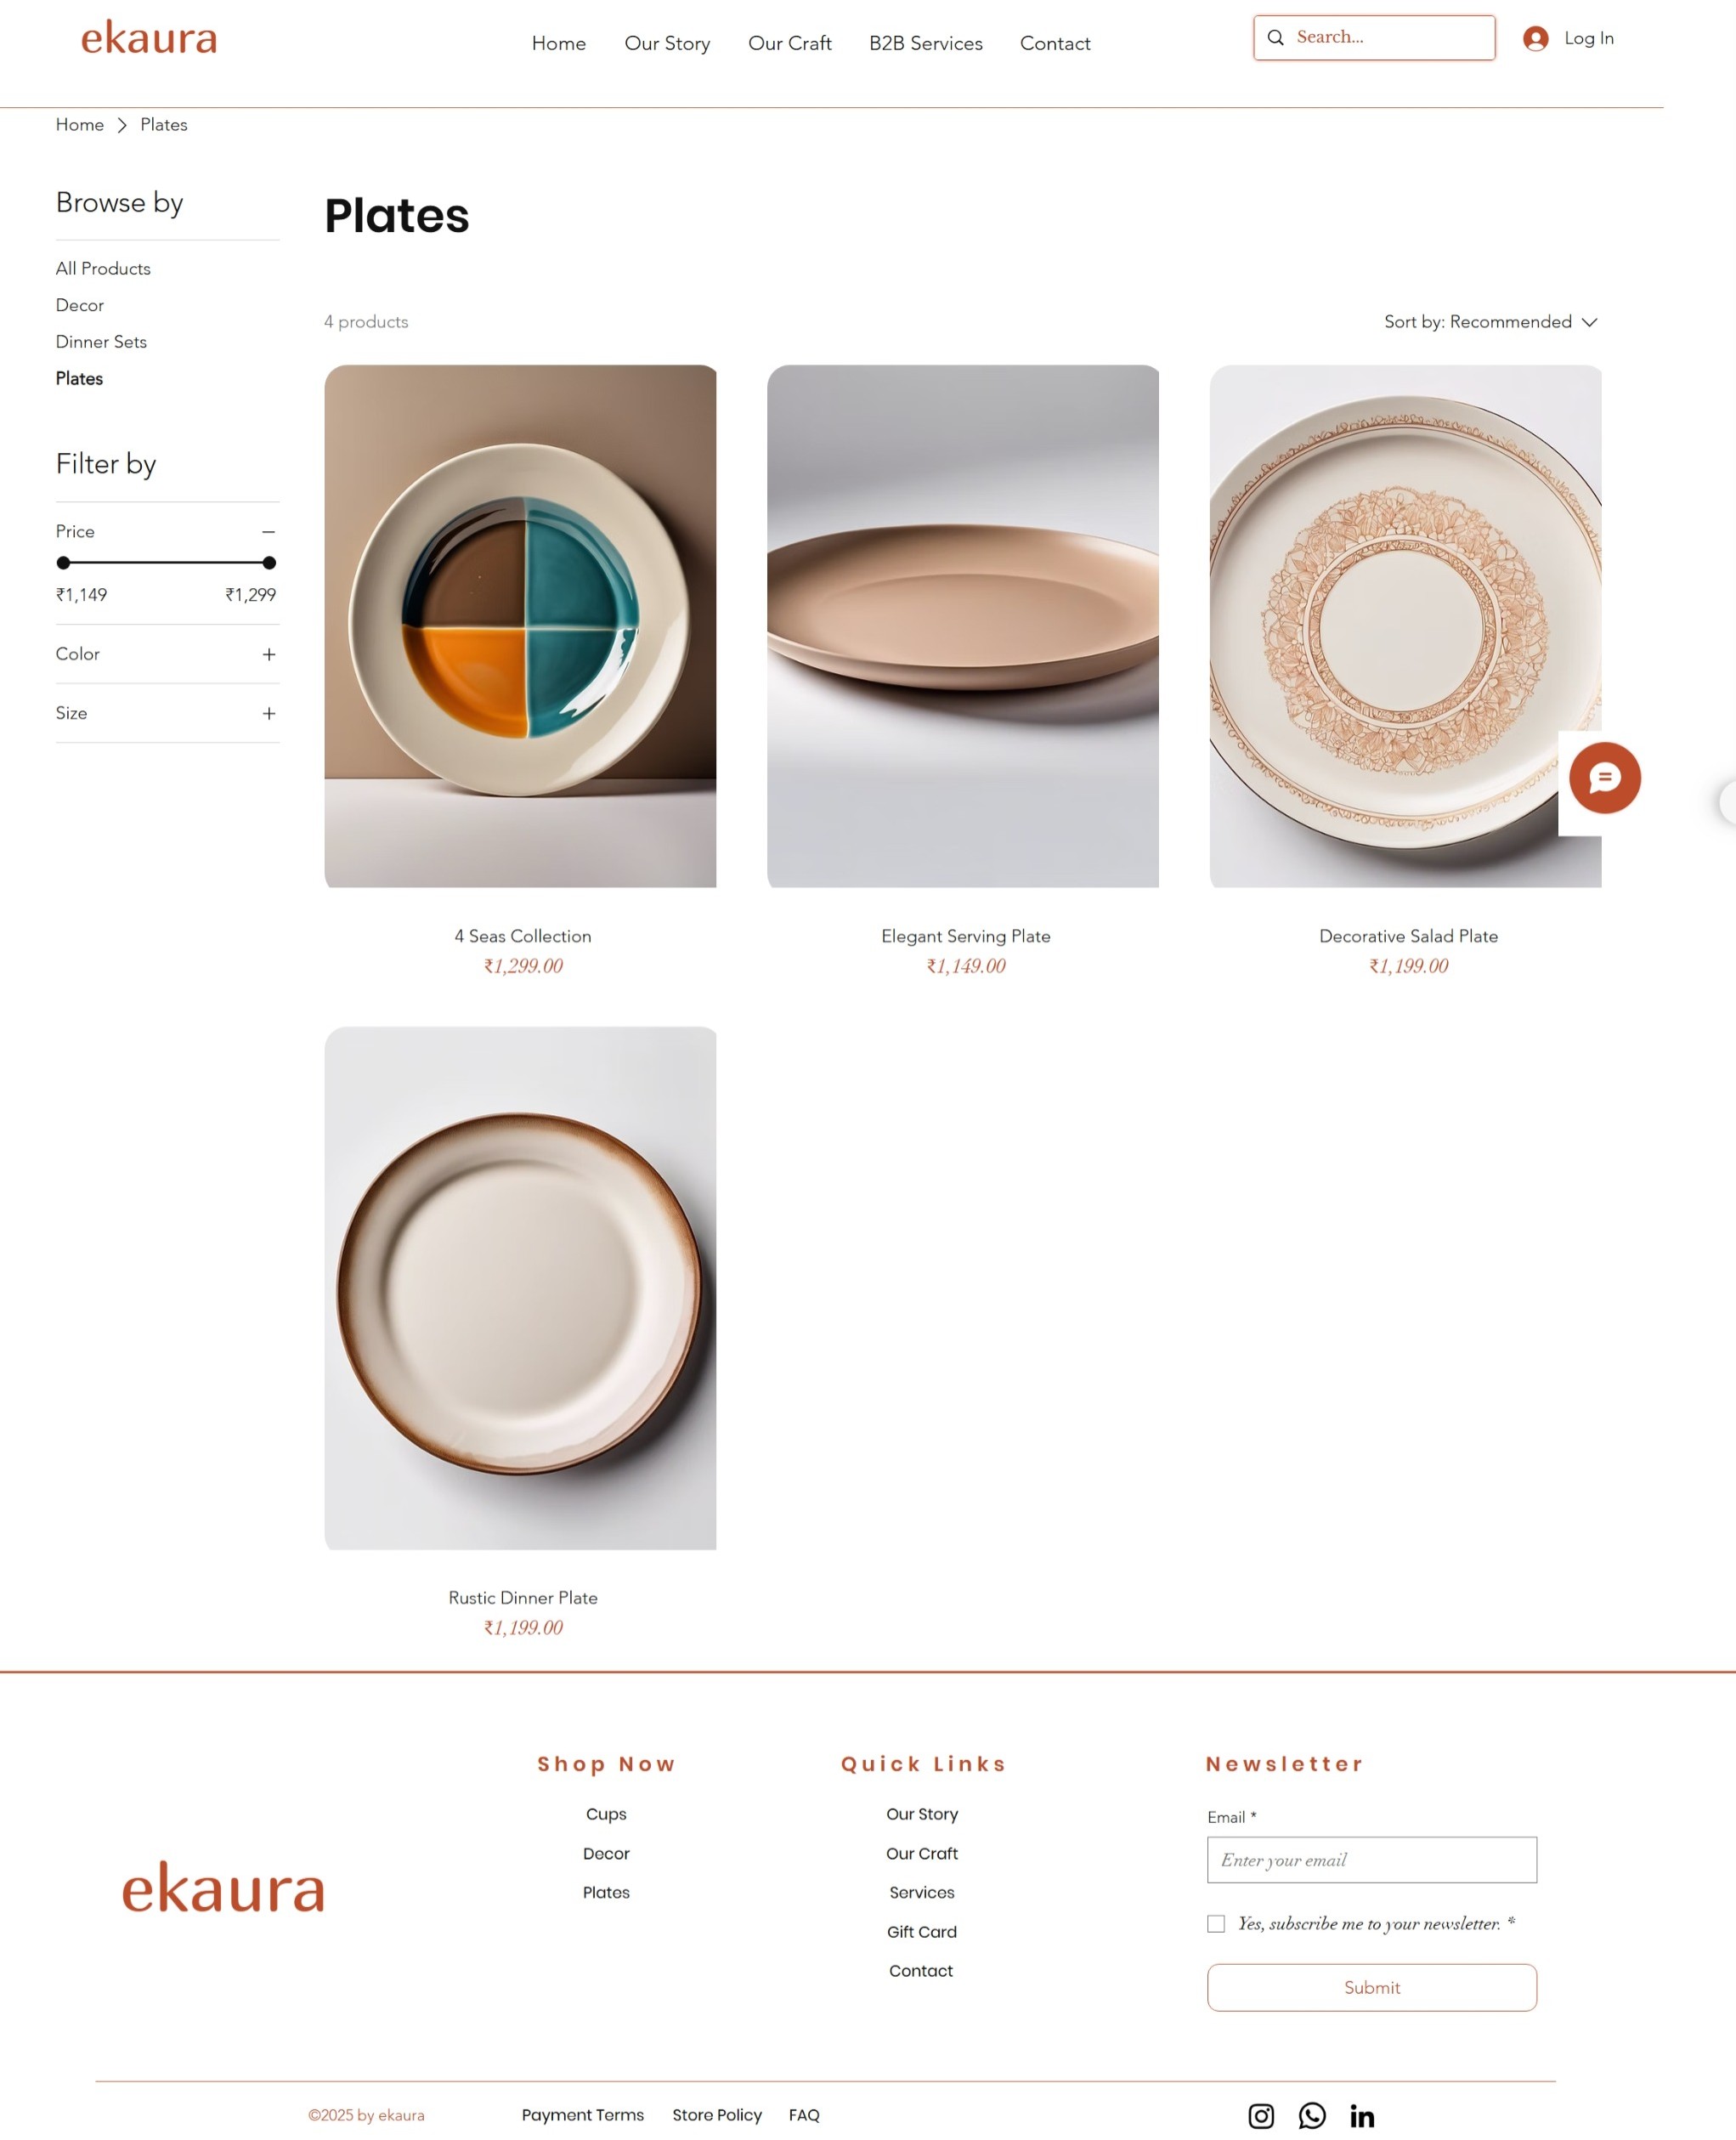 ekaura
Home Our Story Our Craft B2B Services Contact
Search...
Log In
Home > Plates
Browse by
All Products
Decor
Dinner Sets
Plates
Filter by
Price −
₹1,149 ₹1,299
Color +
Size +
Plates
4 products
Sort by: Recommended
4 Seas Collection
₹1,299.00
Elegant Serving Plate
₹1,149.00
Decorative Salad Plate
₹1,199.00
Rustic Dinner Plate
₹1,199.00
ekaura
Shop Now
Cups
Decor
Plates
Quick Links
Our Story
Our Craft
Services
Gift Card
Contact
Newsletter
Email *
Enter your email
Yes, subscribe me to your newsletter. *
Submit
©2025 by ekaura
Payment Terms Store Policy FAQ
in